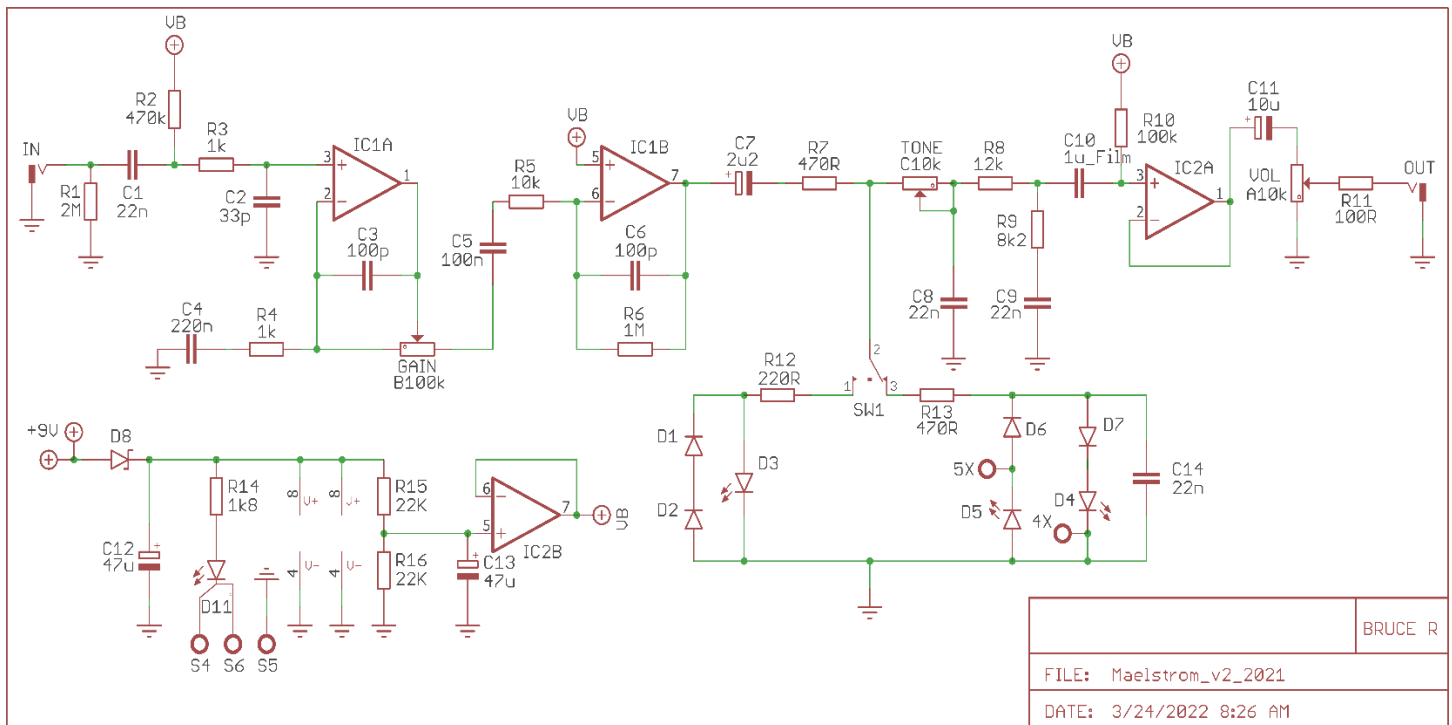 VB
R2
470k
IN
R1
2M
C1
22n
R3
1k
C2
33p
3
2
1
+
-
IC1A
C3
100p
C4
220n
R4
1k
GAIN
B100k
C5
100n
R5
10k
VB
5
6
7
+
-
IC1B
C6
100p
R6
1M
C7
2u2
+
R7
470R
TONE
C10k
R8
12k
C8
22n
R9
8k2
C9
22n
C10
1u_Film
VB
R10
100k
3
2
1
+
-
IC2A
C11
10u
+
VOL
A10k
R11
100R
OUT
R12
220R
1
2
3
SW1
R13
470R
D1
D2
D3
D6
5X
D5
D7
D4
4X
C14
22n
+9V
D8
C12
47u
+
R14
1k8
D11
S4
S6
S5
8
V+
8
V+
4
V-
4
V-
R15
22K
R16
22K
C13
47u
+
6
5
7
-
+
IC2B
VB
BRUCE R
FILE: Maelstrom_v2_2021
DATE: 3/24/2022 8:26 AM